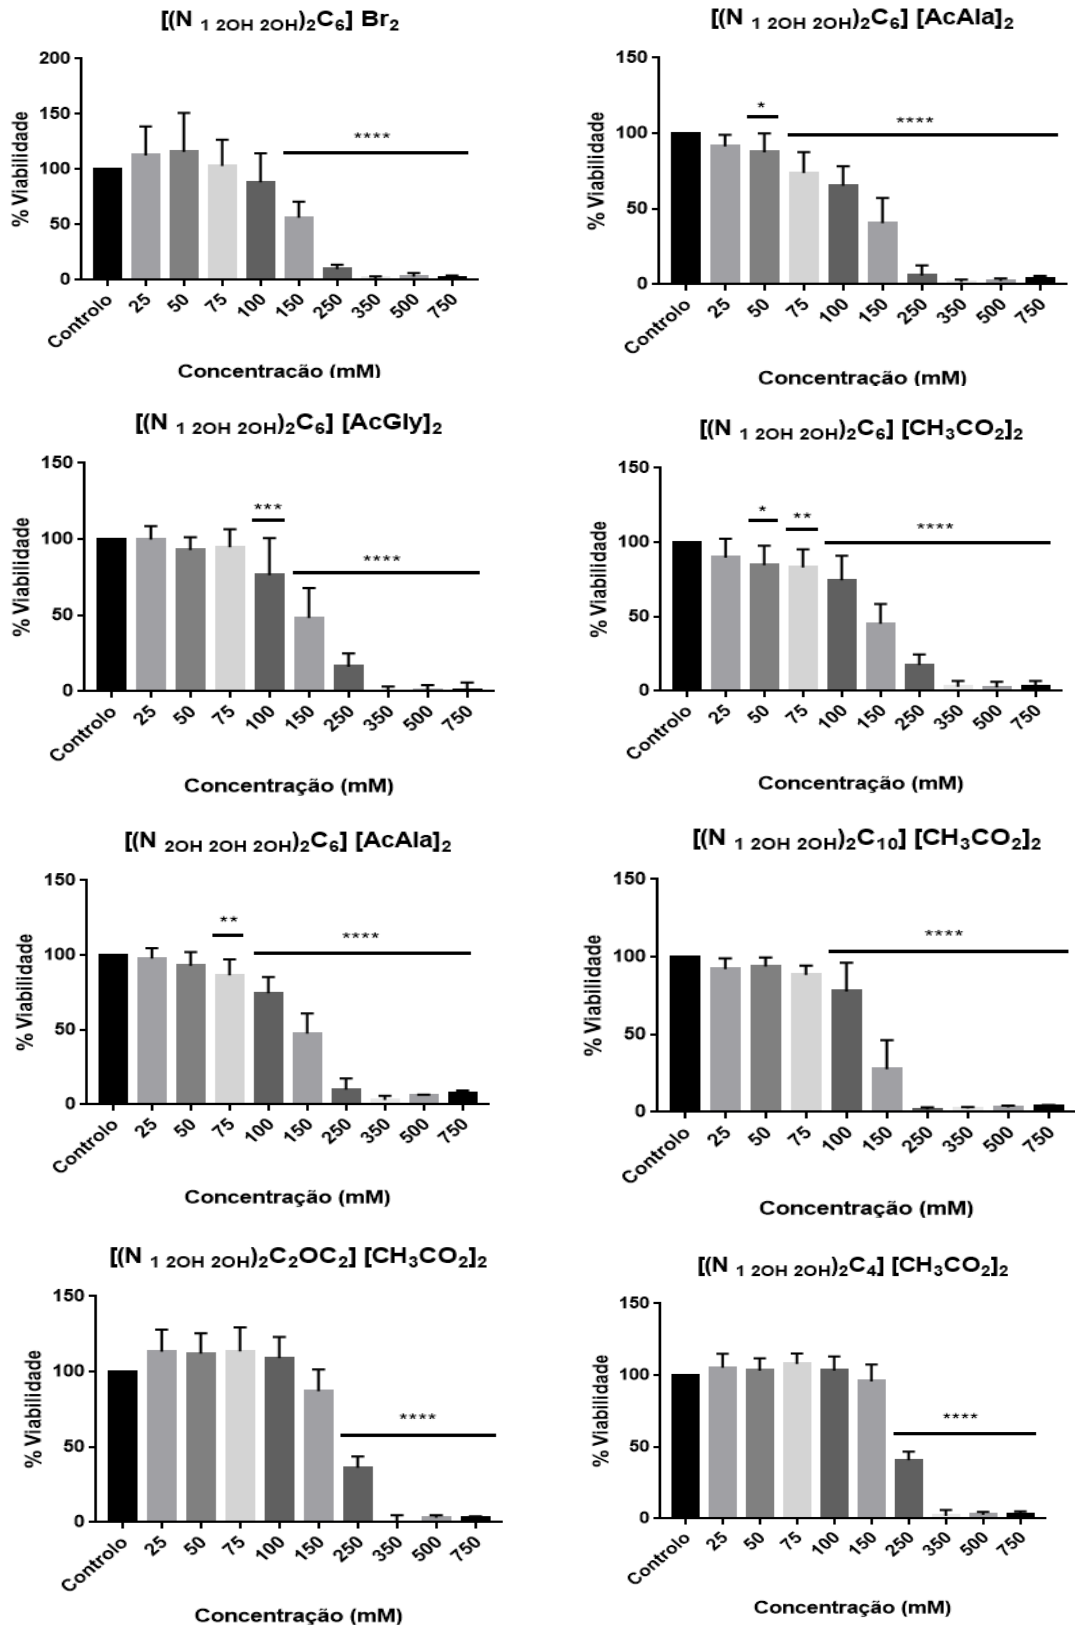 [(N 1 2OH 2OH)2C6] Br2
% Viabilidade
200
150
100
50
0
****
Controlo 25 50 75 100 150 250 350 500 750
Concentracão (mM)
[(N 1 2OH 2OH)2C6] [AcAla]2
% Viabilidade
150
100
50
0
* ****
Controlo 25 50 75 100 150 250 350 500 750
Concentração (mM)
[(N 1 2OH 2OH)2C6] [AcGly]2
% Viabilidade
150
100
50
0
*** ****
Controlo 25 50 75 100 150 250 350 500 750
Concentração (mM)
[(N 1 2OH 2OH)2C6] [CH3CO2]2
% Viabilidade
150
100
50
0
* ** ****
Controlo 25 50 75 100 150 250 350 500 750
Concentração (mM)
[(N 2OH 2OH 2OH)2C6] [AcAla]2
% Viabilidade
150
100
50
0
** ****
Controlo 25 50 75 100 150 250 350 500 750
Concentração (mM)
[(N 1 2OH 2OH)2C10] [CH3CO2]2
% Viabilidade
150
100
50
0
****
Controlo 25 50 75 100 150 250 350 500 750
Concentração (mM)
[(N 1 2OH 2OH)2C2OC2] [CH3CO2]2
% Viabilidade
150
100
50
0
****
Controlo 25 50 75 100 150 250 350 500 750
Concentração (mM)
[(N 1 2OH 2OH)2C4] [CH3CO2]2
% Viabilidade
150
100
50
0
****
Controlo 25 50 75 100 150 250 350 500 750
Concentração (mM)